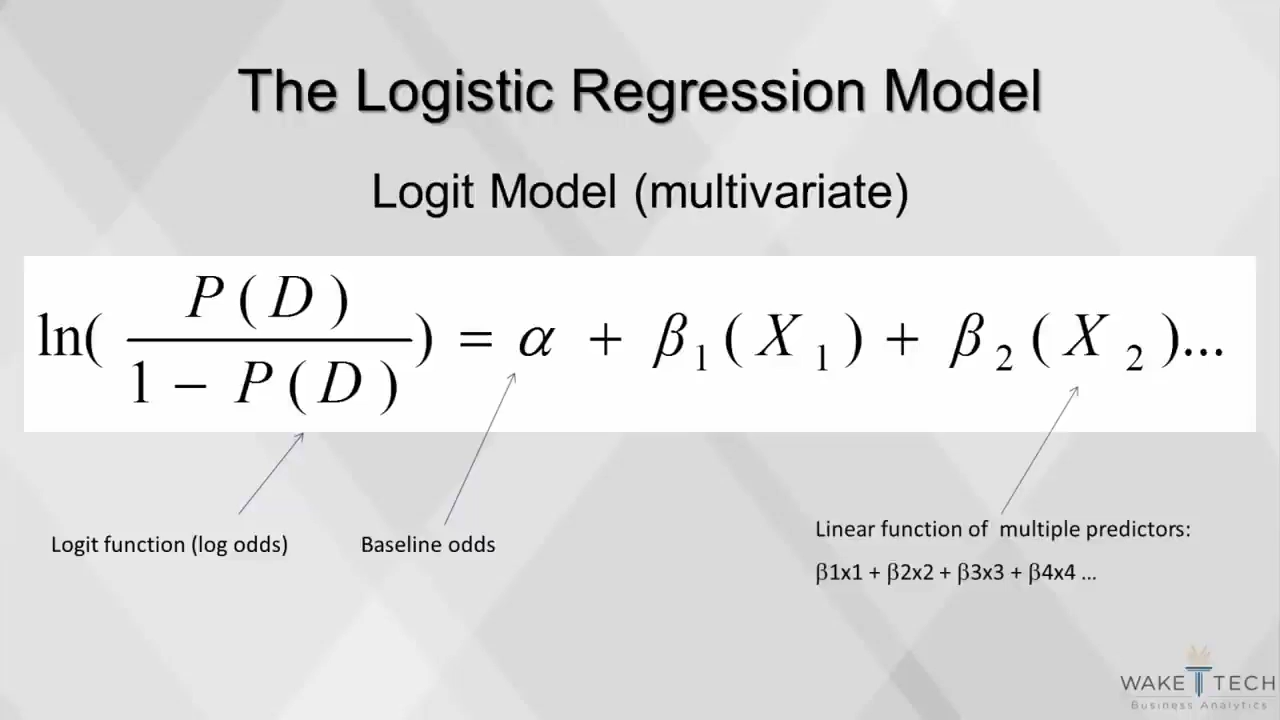 The Logistic Regression Model
Logit Model (multivariate)
ln( P(D) / 1 − P(D) ) = α + β₁(X₁) + β₂(X₂)...
Logit function (log odds)
Baseline odds
Linear function of multiple predictors:
β1x1 + β2x2 + β3x3 + β4x4 ...
WAKE TECH
Business Analytics